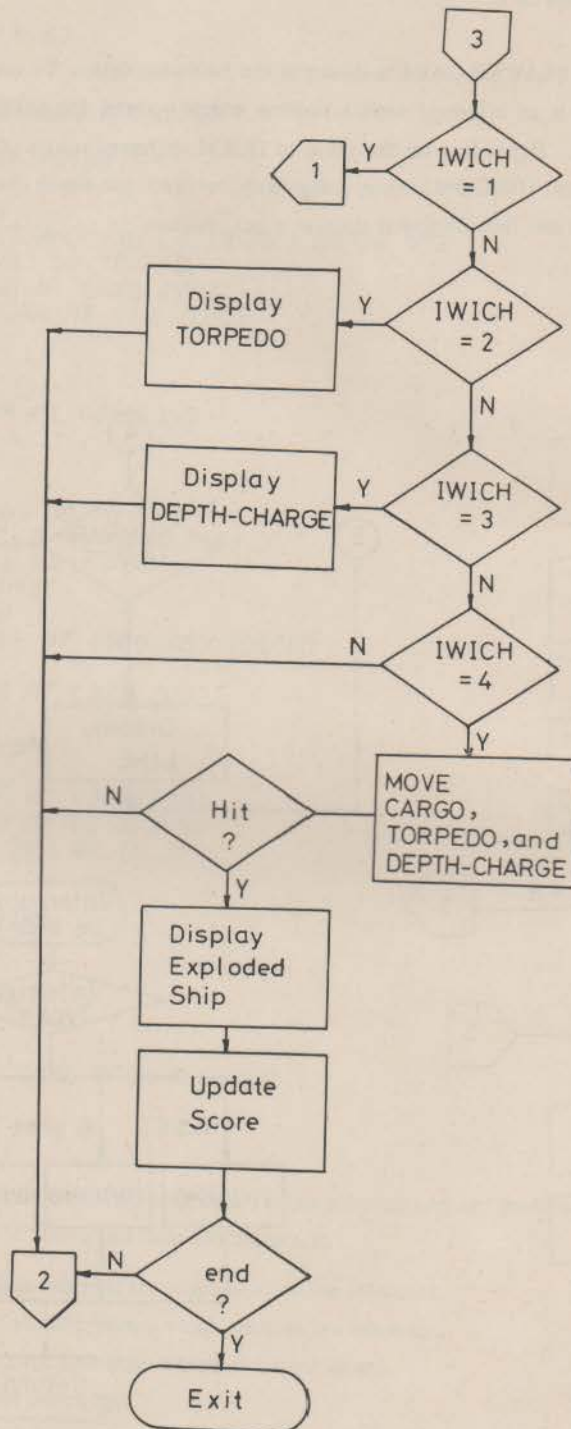 3
IWICH
= 1
Y
1
N
IWICH
= 2
Y
Display
TORPEDO
N
IWICH
= 3
Y
Display
DEPTH-CHARGE
N
IWICH
= 4
N
Y
MOVE
CARGO,
TORPEDO, and
DEPTH-CHARGE
Hit
?
N
Y
Display
Exploded
Ship
Update
Score
end
?
N
2
Y
Exit